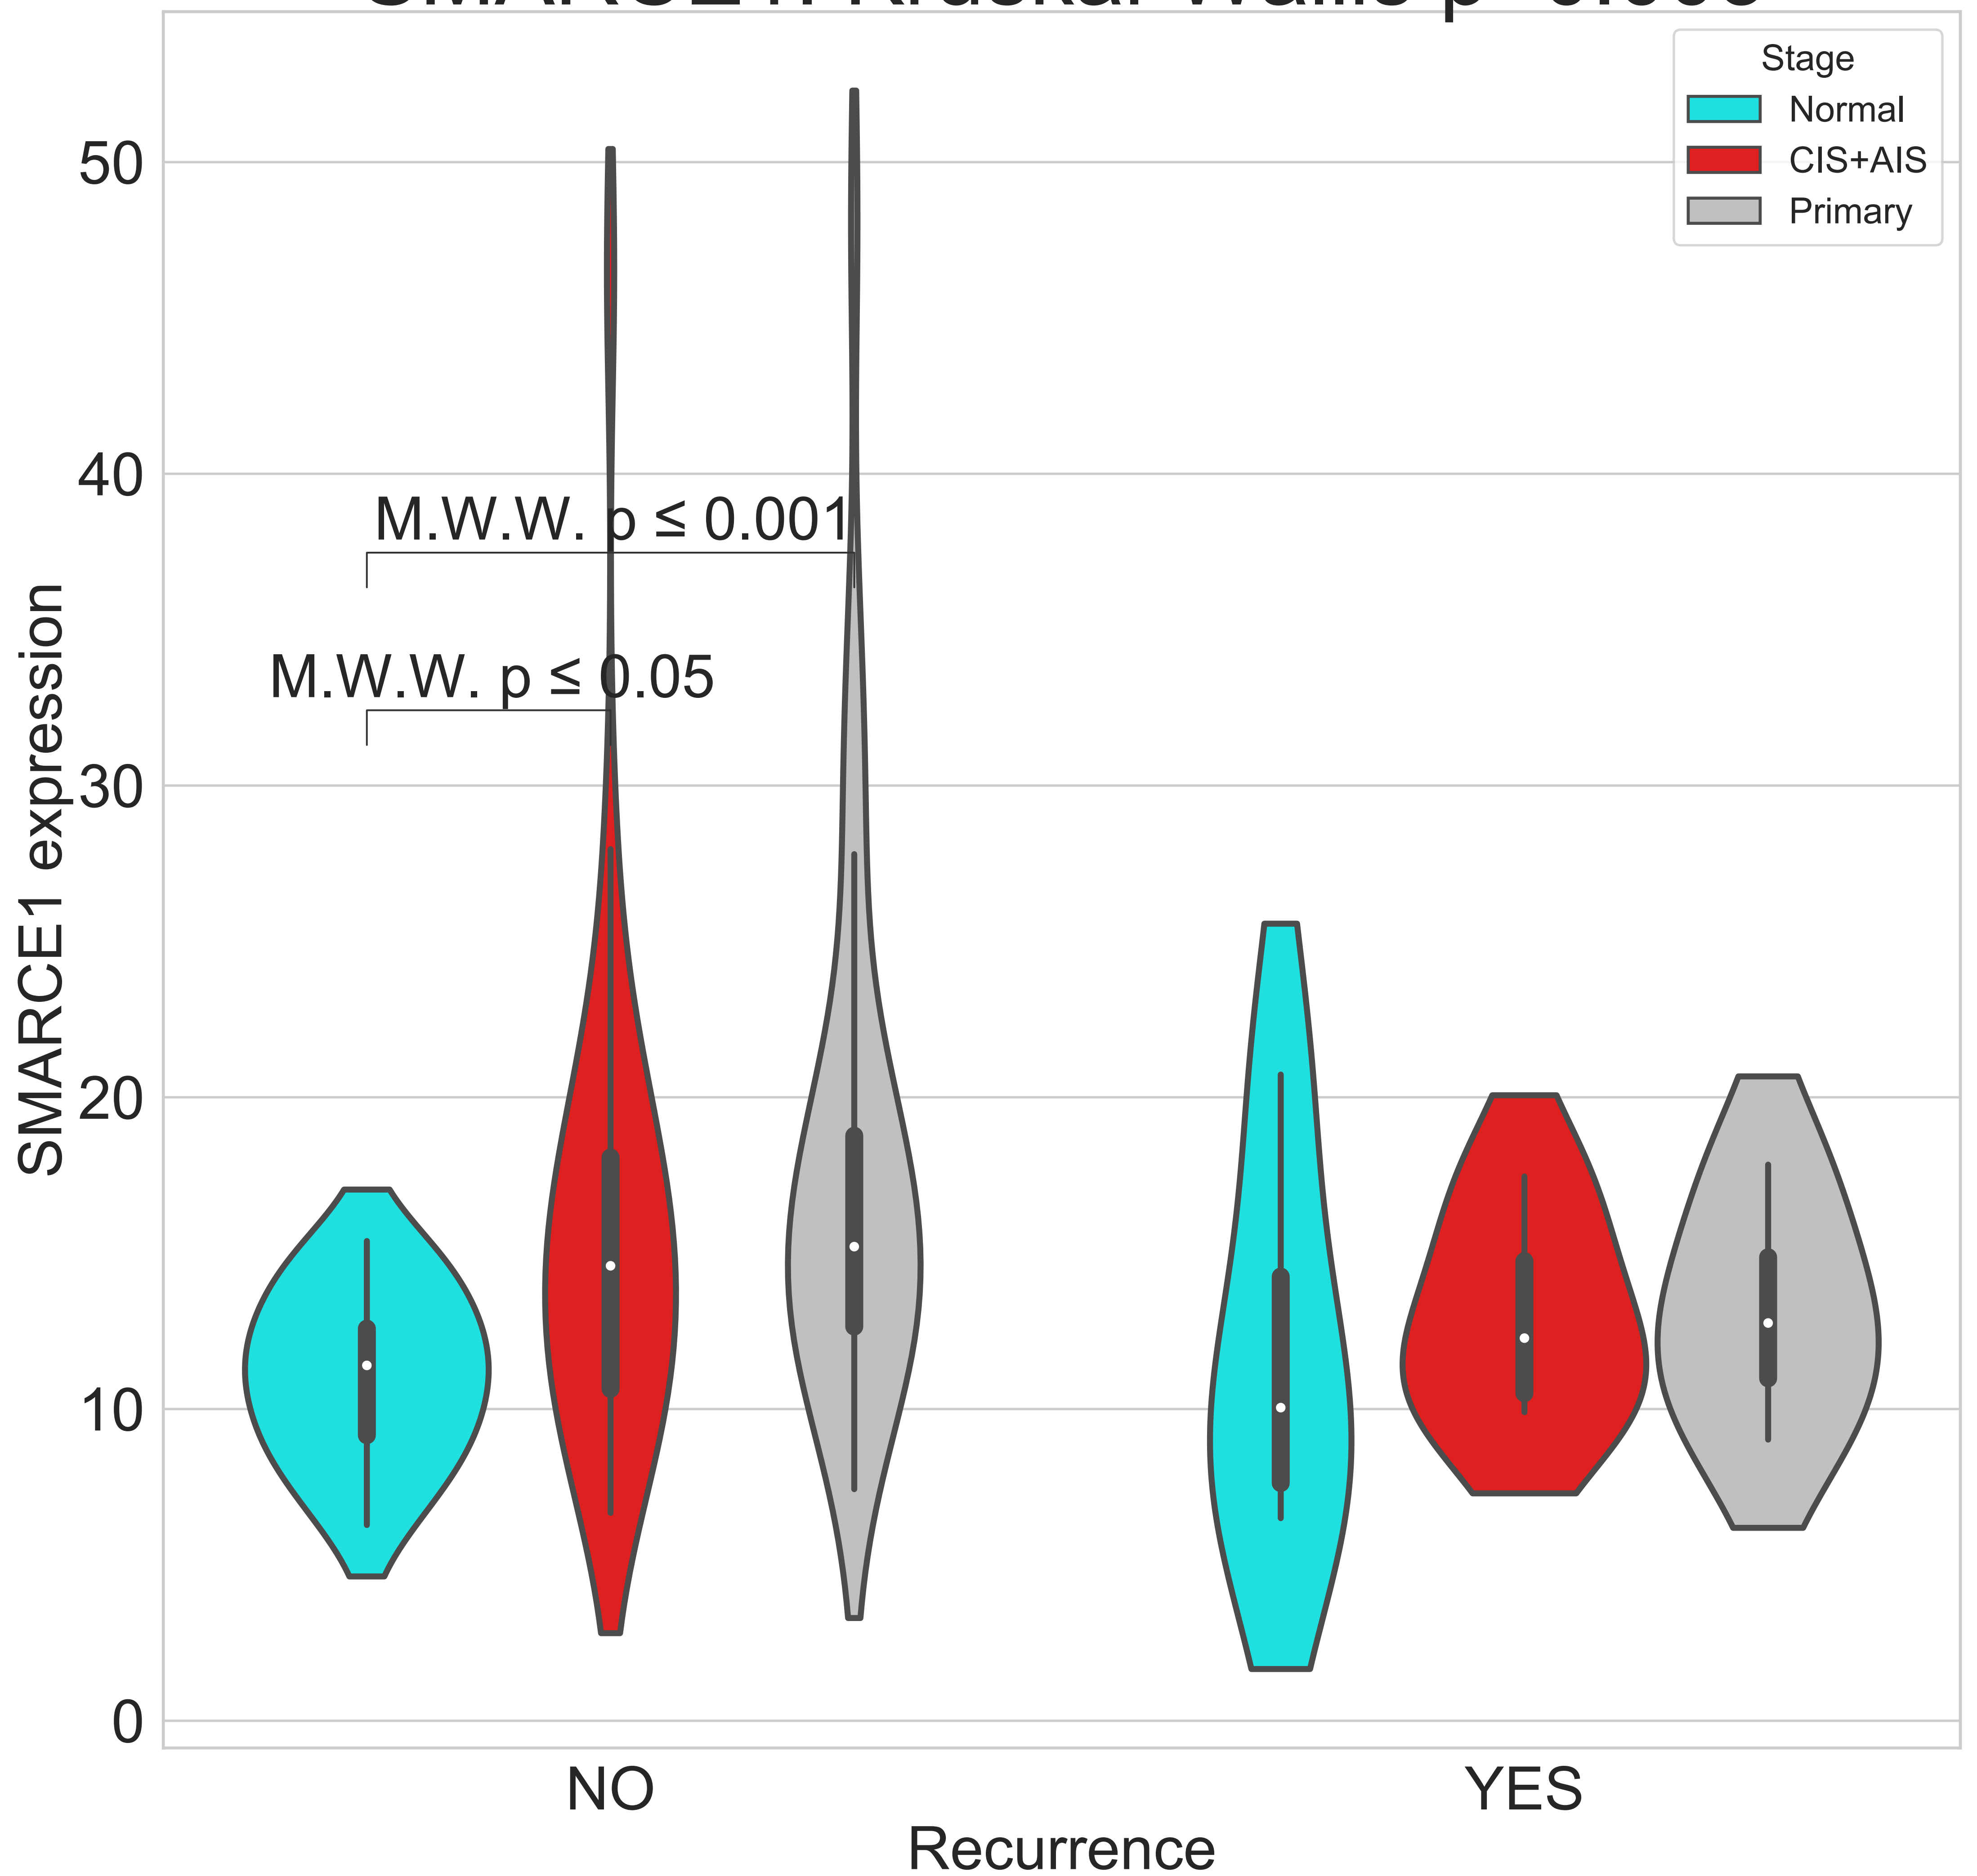 Stage
Normal
CIS+AIS
Primary
50
40
30
20
10
0
SMARCE1 expression
M.W.W. p ≤ 0.001
M.W.W. p ≤ 0.05
NO
YES
Recurrence